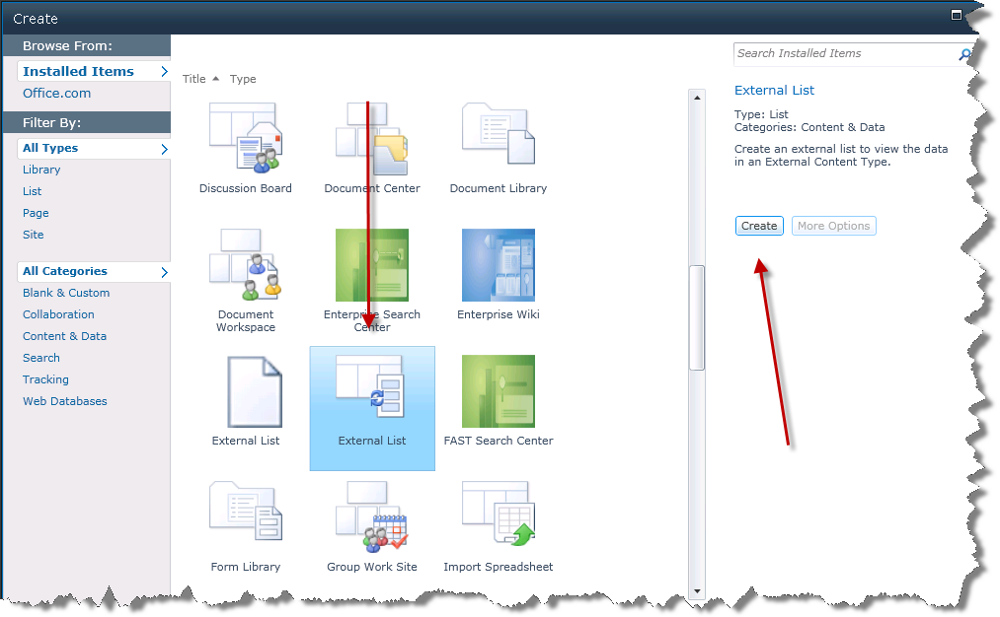 Create
Browse From:
Installed Items
Office.com
Filter By:
All Types
Library
List
Page
Site
All Categories
Blank & Custom
Collaboration
Content & Data
Search
Tracking
Web Databases
Title Type
Discussion Board
Document Center
Document Library
Document
Workspace
Enterprise Search
Center
Enterprise Wiki
External List
External List
FAST Search Center
Form Library
Group Work Site
Import Spreadsheet
Search Installed Items
External List
Type: List
Categories: Content & Data
Create an external list to view the data
in an External Content Type.
Create
More Options